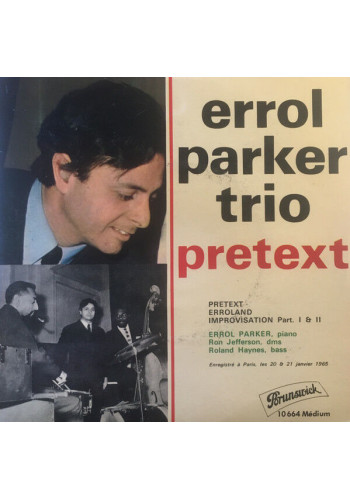 errol
parker
trio
pretext
PRETEXT
ERROLAND
IMPROVISATION Part. I & II
ERROL PARKER, piano
Ron Jefferson, dms
Roland Haynes, bass
Enregistré à Paris, les 20 & 21 janvier 1965
Brunswick
10 664 Médium